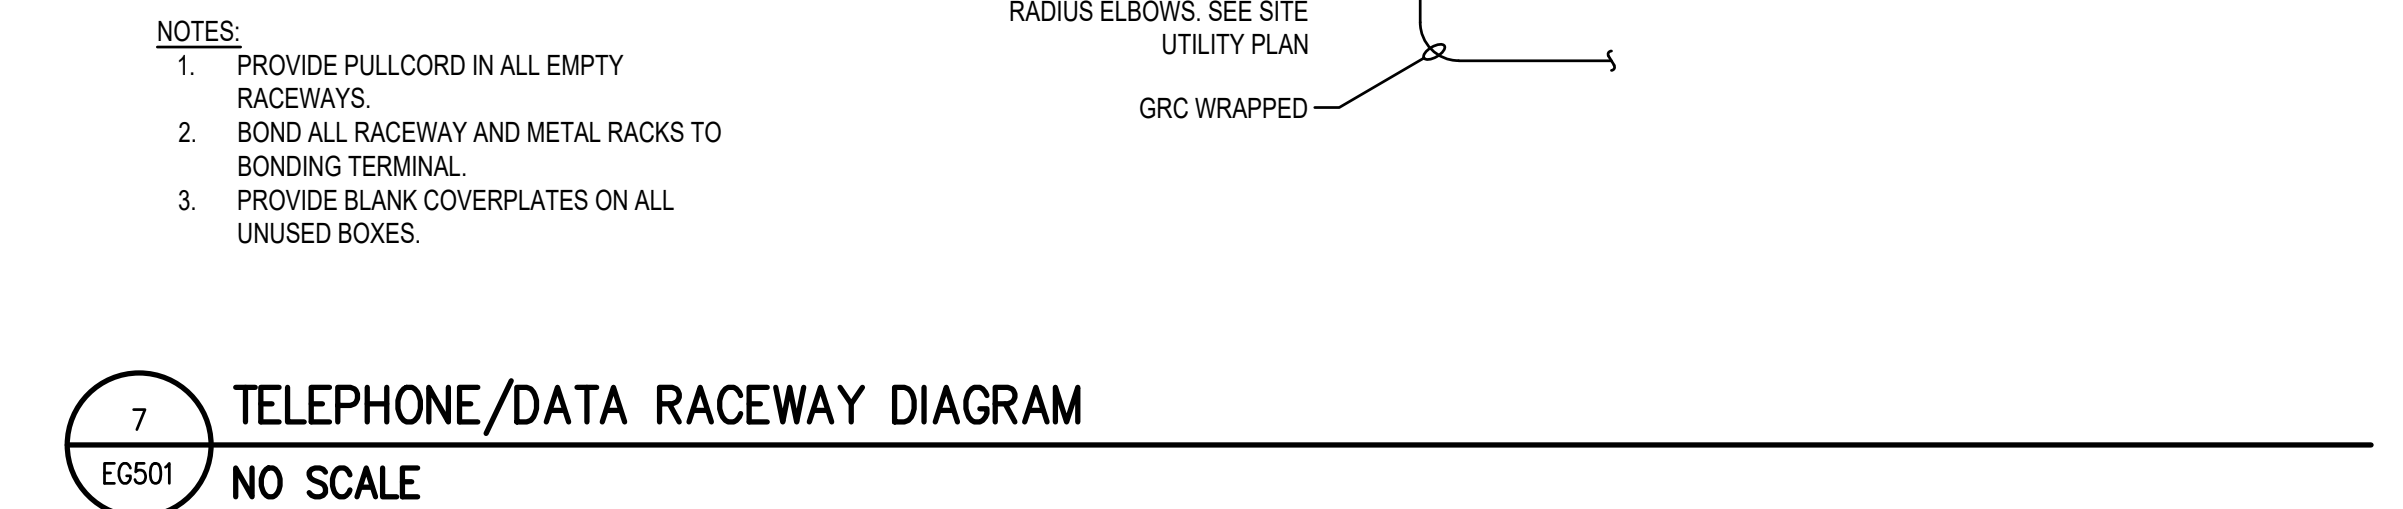 NOTES:
1. PROVIDE PULLCORD IN ALL EMPTY
RACEWAYS.
2. BOND ALL RACEWAY AND METAL RACKS TO
BONDING TERMINAL.
3. PROVIDE BLANK COVERPLATES ON ALL
UNUSED BOXES.
RADIUS ELBOWS. SEE SITE
UTILITY PLAN
GRC WRAPPED
7
EG501
TELEPHONE/DATA RACEWAY DIAGRAM
NO SCALE